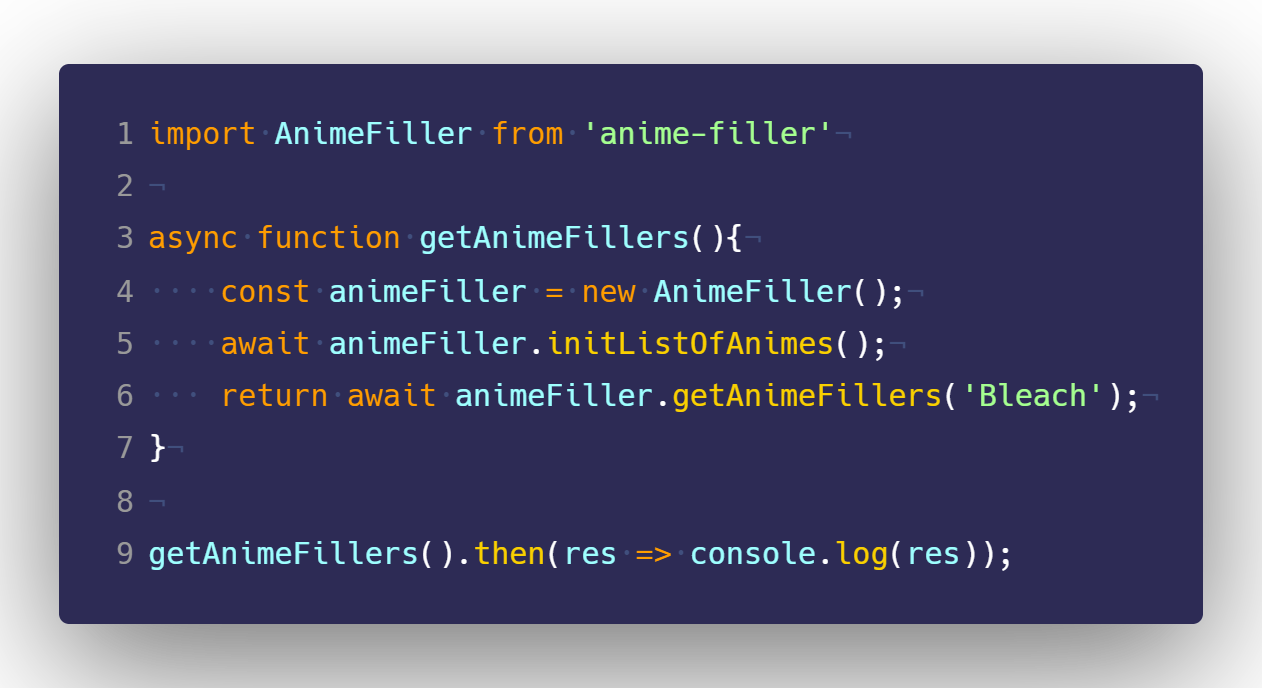 1 import AnimeFiller from 'anime-filler'
2
3 async function getAnimeFillers(){
4     const animeFiller = new AnimeFiller();
5     await animeFiller.initListOfAnimes();
6     return await animeFiller.getAnimeFillers('Bleach');
7 }
8
9 getAnimeFillers().then(res => console.log(res));